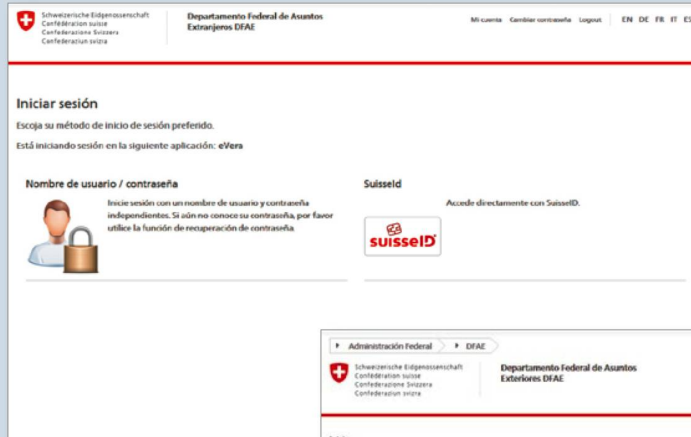 Schweizerische Eidgenossenschaft
Confédération suisse
Confederazione Svizzera
Confederaziun svizra
Departamento Federal de Asuntos
Extranjeros DFAE
Mi cuenta Cambiar contraseña Logout EN DE FR IT ES
Iniciar sesión
Escoja su método de inicio de sesión preferido.
Está iniciando sesión en la siguiente aplicación: eVera
Nombre de usuario / contraseña
Inicie sesión con un nombre de usuario y contraseña
independientes. Si aún no conoce su contraseña, por favor
utilice la función de recuperación de contraseña.
SuisseId
Accede directamente con SuisseID.
suisseID
Administración Federal DFAE
Schweizerische Eidgenossenschaft
Confédération suisse
Confederazione Svizzera
Confederaziun svizra
Departamento Federal de Asuntos
Exteriores DFAE